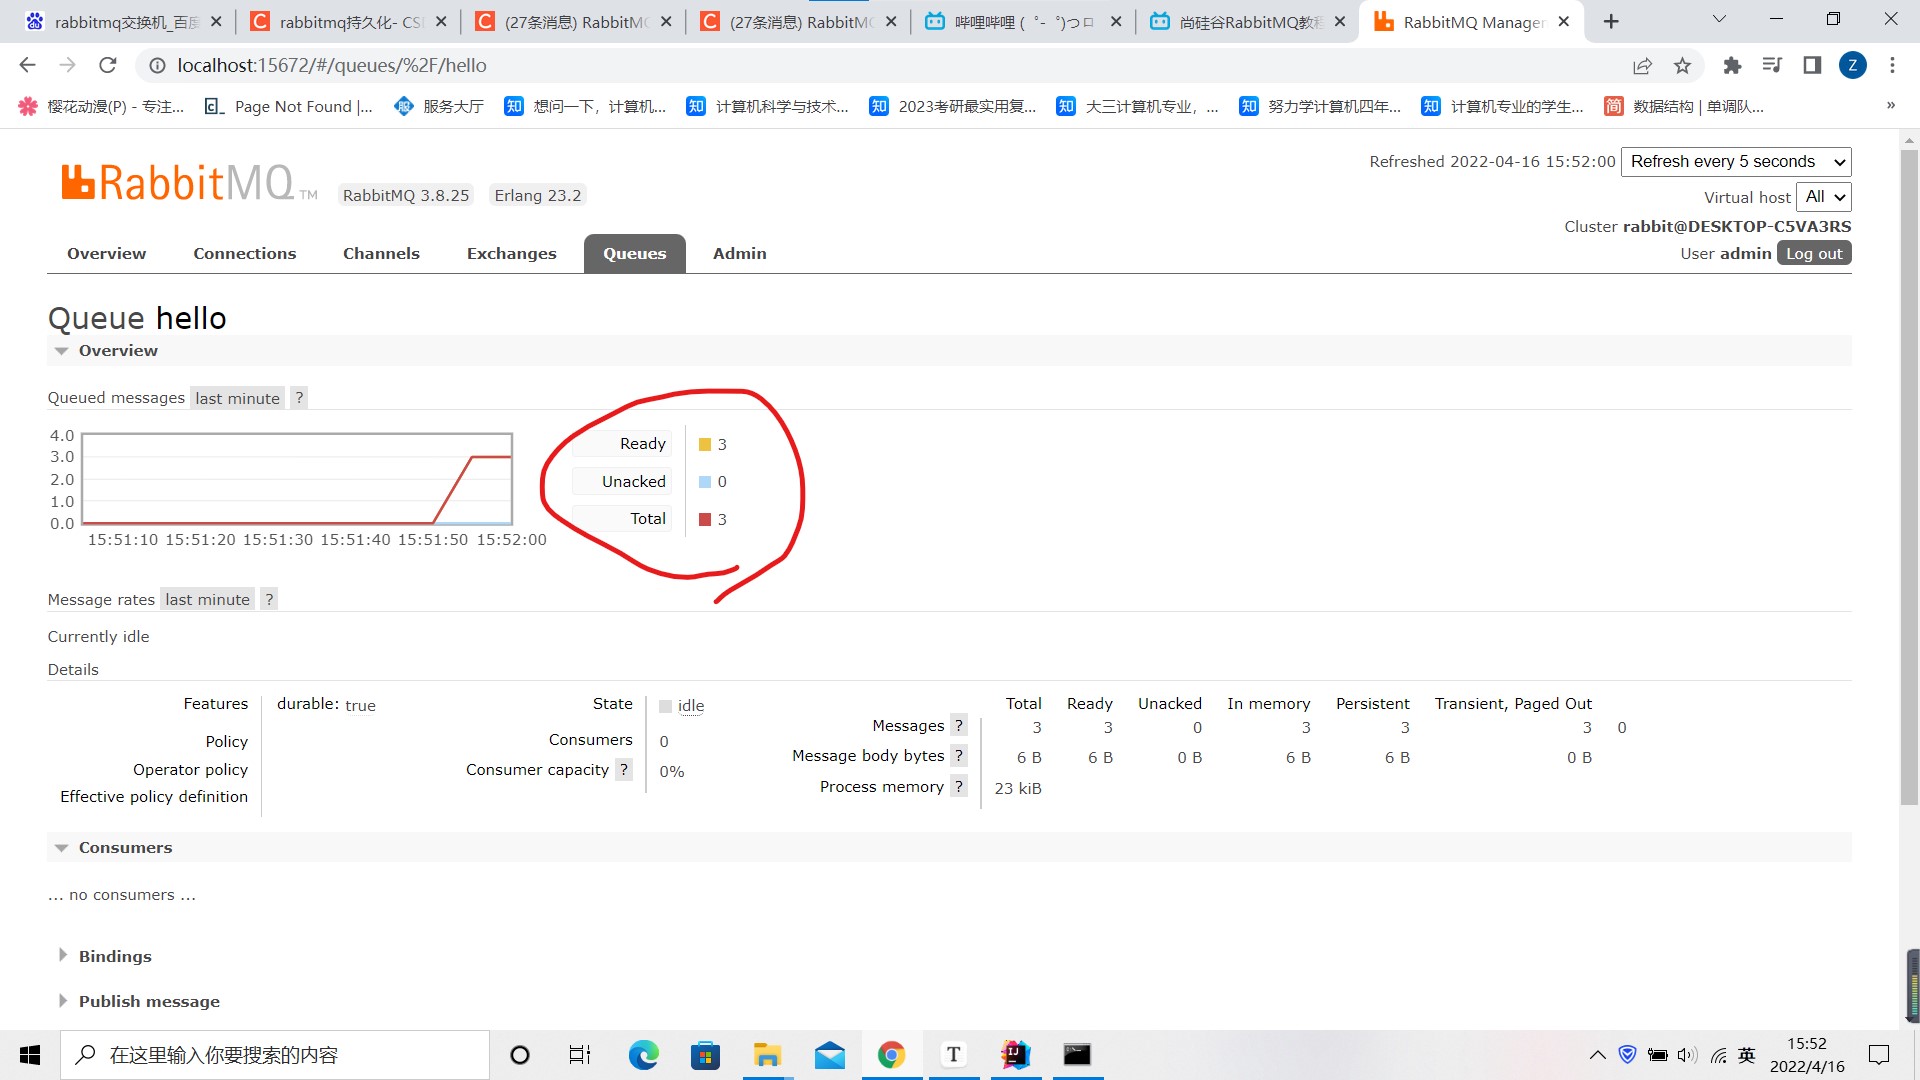 rabbitmq交换机_百度
rabbitmq持久化- CS
(27条消息) RabbitMC
(27条消息) RabbitMC
哔哩哔哩 ( ゜- ゜)つロ
尚硅谷RabbitMQ教程
RabbitMQ Manager
localhost:15672/#/queues/%2F/hello
Z
樱花动漫(P) - 专注...
Page Not Found |...
服务大厅
知 想问一下，计算机...
知 计算机科学与技术...
知 2023考研最实用复...
知 大三计算机专业，...
知 努力学计算机四年...
知 计算机专业的学生...
简 数据结构 | 单调队...
»
RabbitMQ TM
RabbitMQ 3.8.25
Erlang 23.2
Refreshed 2022-04-16 15:52:00 Refresh every 5 seconds
Virtual host All
Cluster rabbit@DESKTOP-C5VA3RS
User admin Log out
Overview Connections Channels Exchanges Queues Admin
Queue hello
Overview
Queued messages last minute ?
4.0
3.0
2.0
1.0
0.0
15:51:10 15:51:20 15:51:30 15:51:40 15:51:50 15:52:00
Ready 3
Unacked 0
Total 3
Message rates last minute ?
Currently idle
Details
Features durable: true
Policy
Operator policy
Effective policy definition
State idle
Consumers 0
Consumer capacity ? 0%
Total Ready Unacked In memory Persistent Transient, Paged Out
Messages ? 3 3 0 3 3 3 0
Message body bytes ? 6 B 6 B 0 B 6 B 6 B 0 B
Process memory ? 23 kiB
Consumers
... no consumers ...
Bindings
Publish message
在这里输入你要搜索的内容
T
IJ
英
15:52
2022/4/16